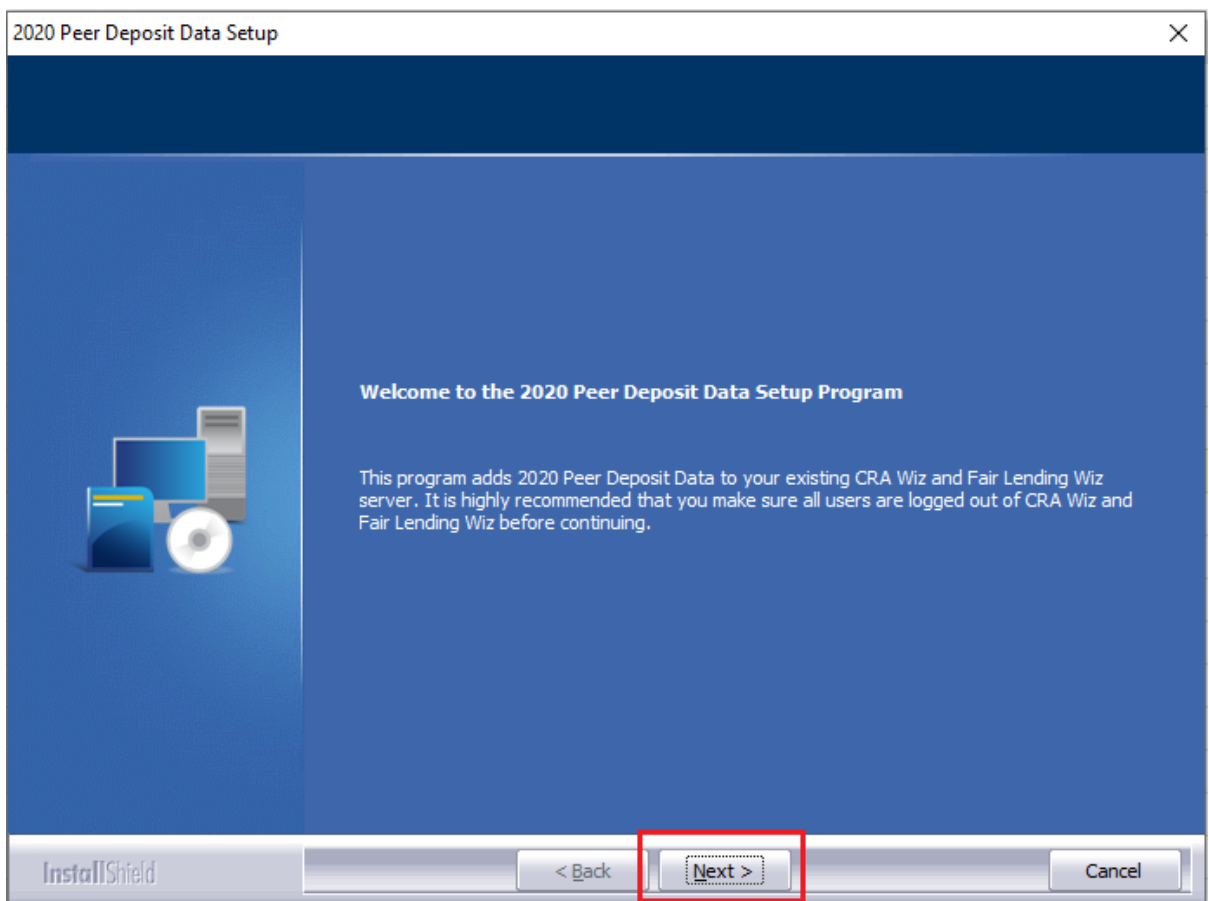 2020 Peer Deposit Data Setup
Welcome to the 2020 Peer Deposit Data Setup Program
This program adds 2020 Peer Deposit Data to your existing CRA Wiz and Fair Lending Wiz
server. It is highly recommended that you make sure all users are logged out of CRA Wiz and
Fair Lending Wiz before continuing.
InstallShield
< Back
Next >
Cancel